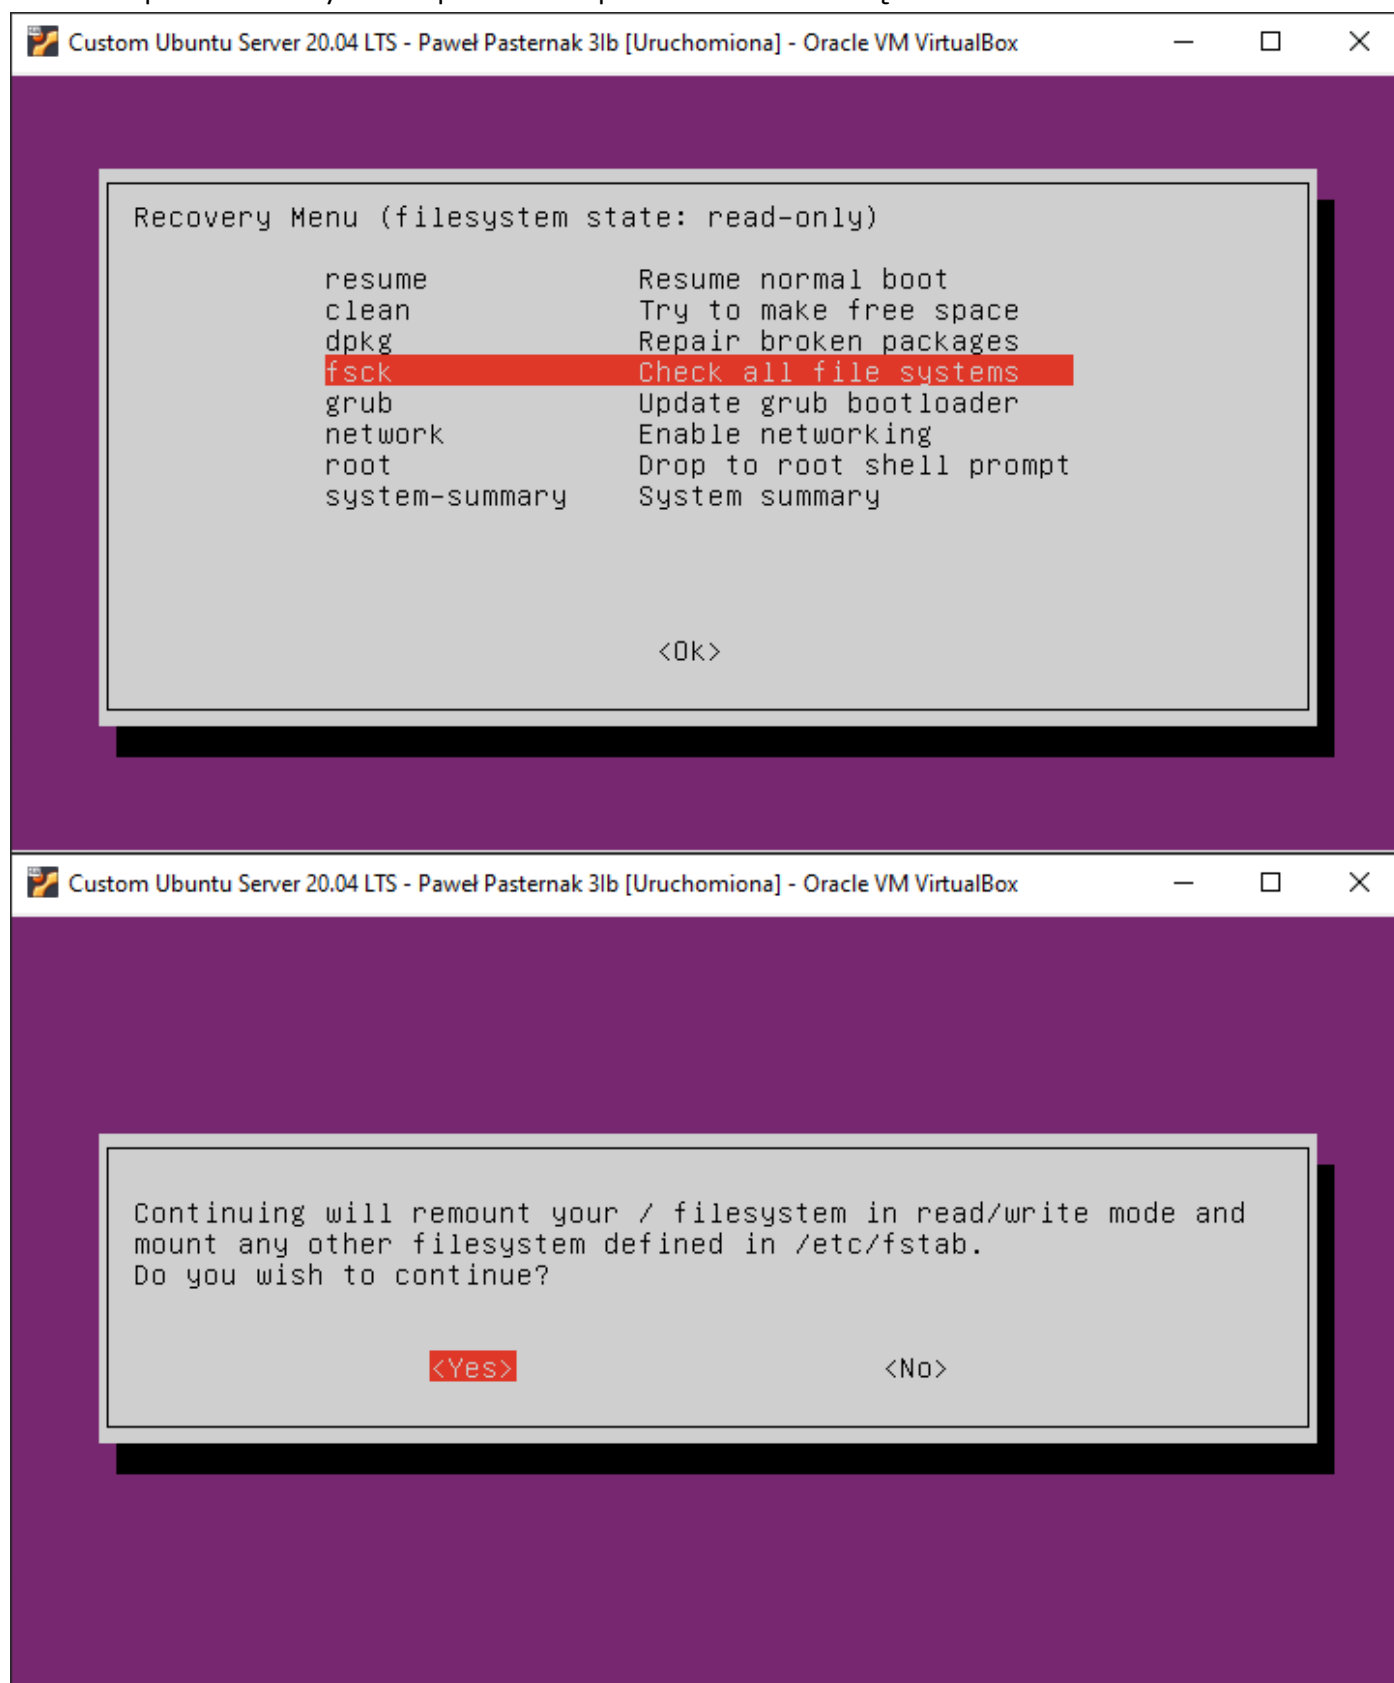 Custom Ubuntu Server 20.04 LTS - Paweł Pasternak 3lb [Uruchomiona] - Oracle VM VirtualBox
Recovery Menu (filesystem state: read-only)
resume Resume normal boot
clean Try to make free space
dpkg Repair broken packages
fsck Check all file systems
grub Update grub bootloader
network Enable networking
root Drop to root shell prompt
system-summary System summary
<Ok>
Custom Ubuntu Server 20.04 LTS - Paweł Pasternak 3lb [Uruchomiona] - Oracle VM VirtualBox
Continuing will remount your / filesystem in read/write mode and
mount any other filesystem defined in /etc/fstab.
Do you wish to continue?
<Yes> <No>